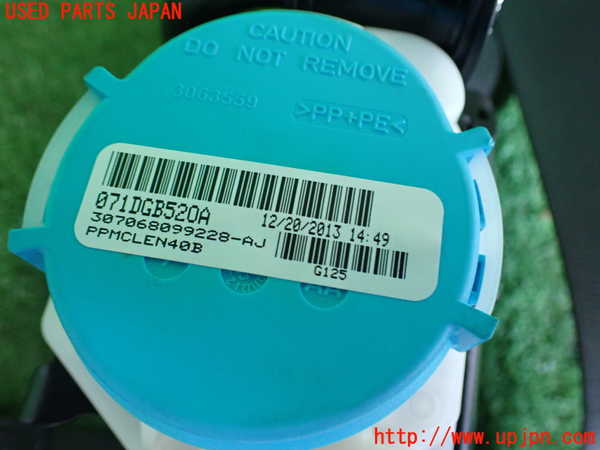 USED PARTS JAPAN
CAUTION
DO NOT REMOVE
3063559
>PP+PE<
071DGB520A
12/20/2013 14:49
307068099228-AJ
PPMCLEN40B
G125
http://www.upjpn.com/